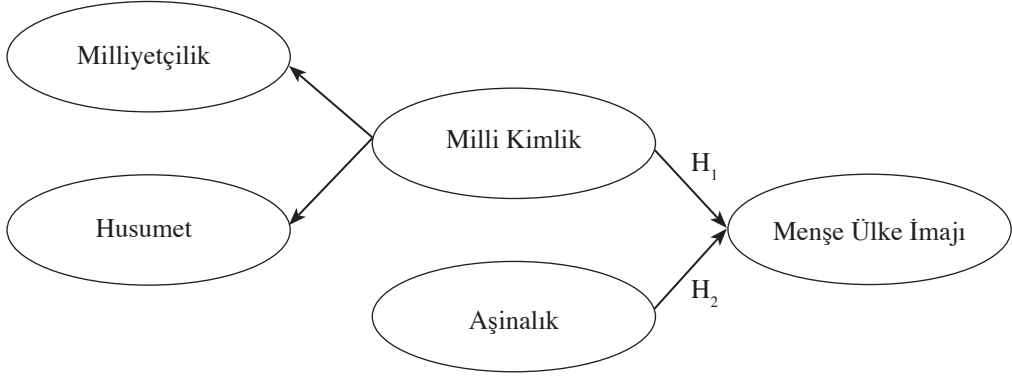 Milliyetçilik
Milli Kimlik
H₁
Husumet
Menşe Ülke İmajı
H₂
Aşinalık